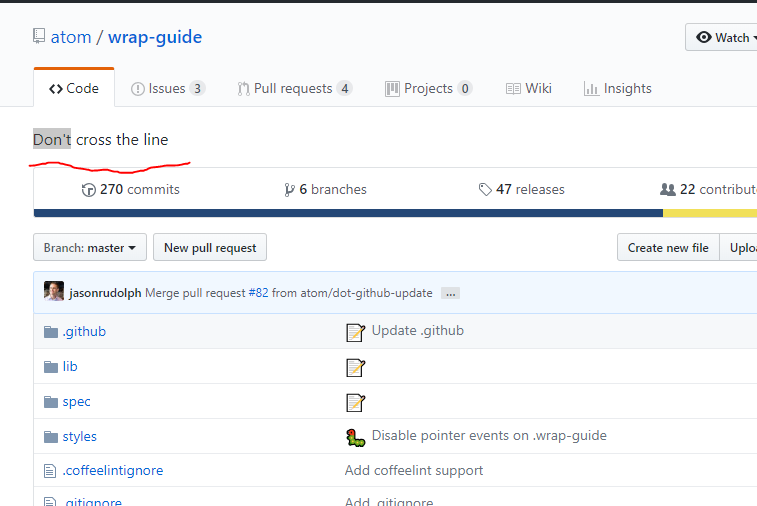 atom / wrap-guide
Watch
Code Issues 3 Pull requests 4 Projects 0 Wiki Insights
Don't cross the line
270 commits 6 branches 47 releases 22 contribut
Branch: master New pull request Create new file Uploa
jasonrudolph Merge pull request #82 from atom/dot-github-update ...
.github Update .github
lib
spec
styles Disable pointer events on .wrap-guide
.coffeelintignore Add coffeelint support
.gitignore Add .gitignore